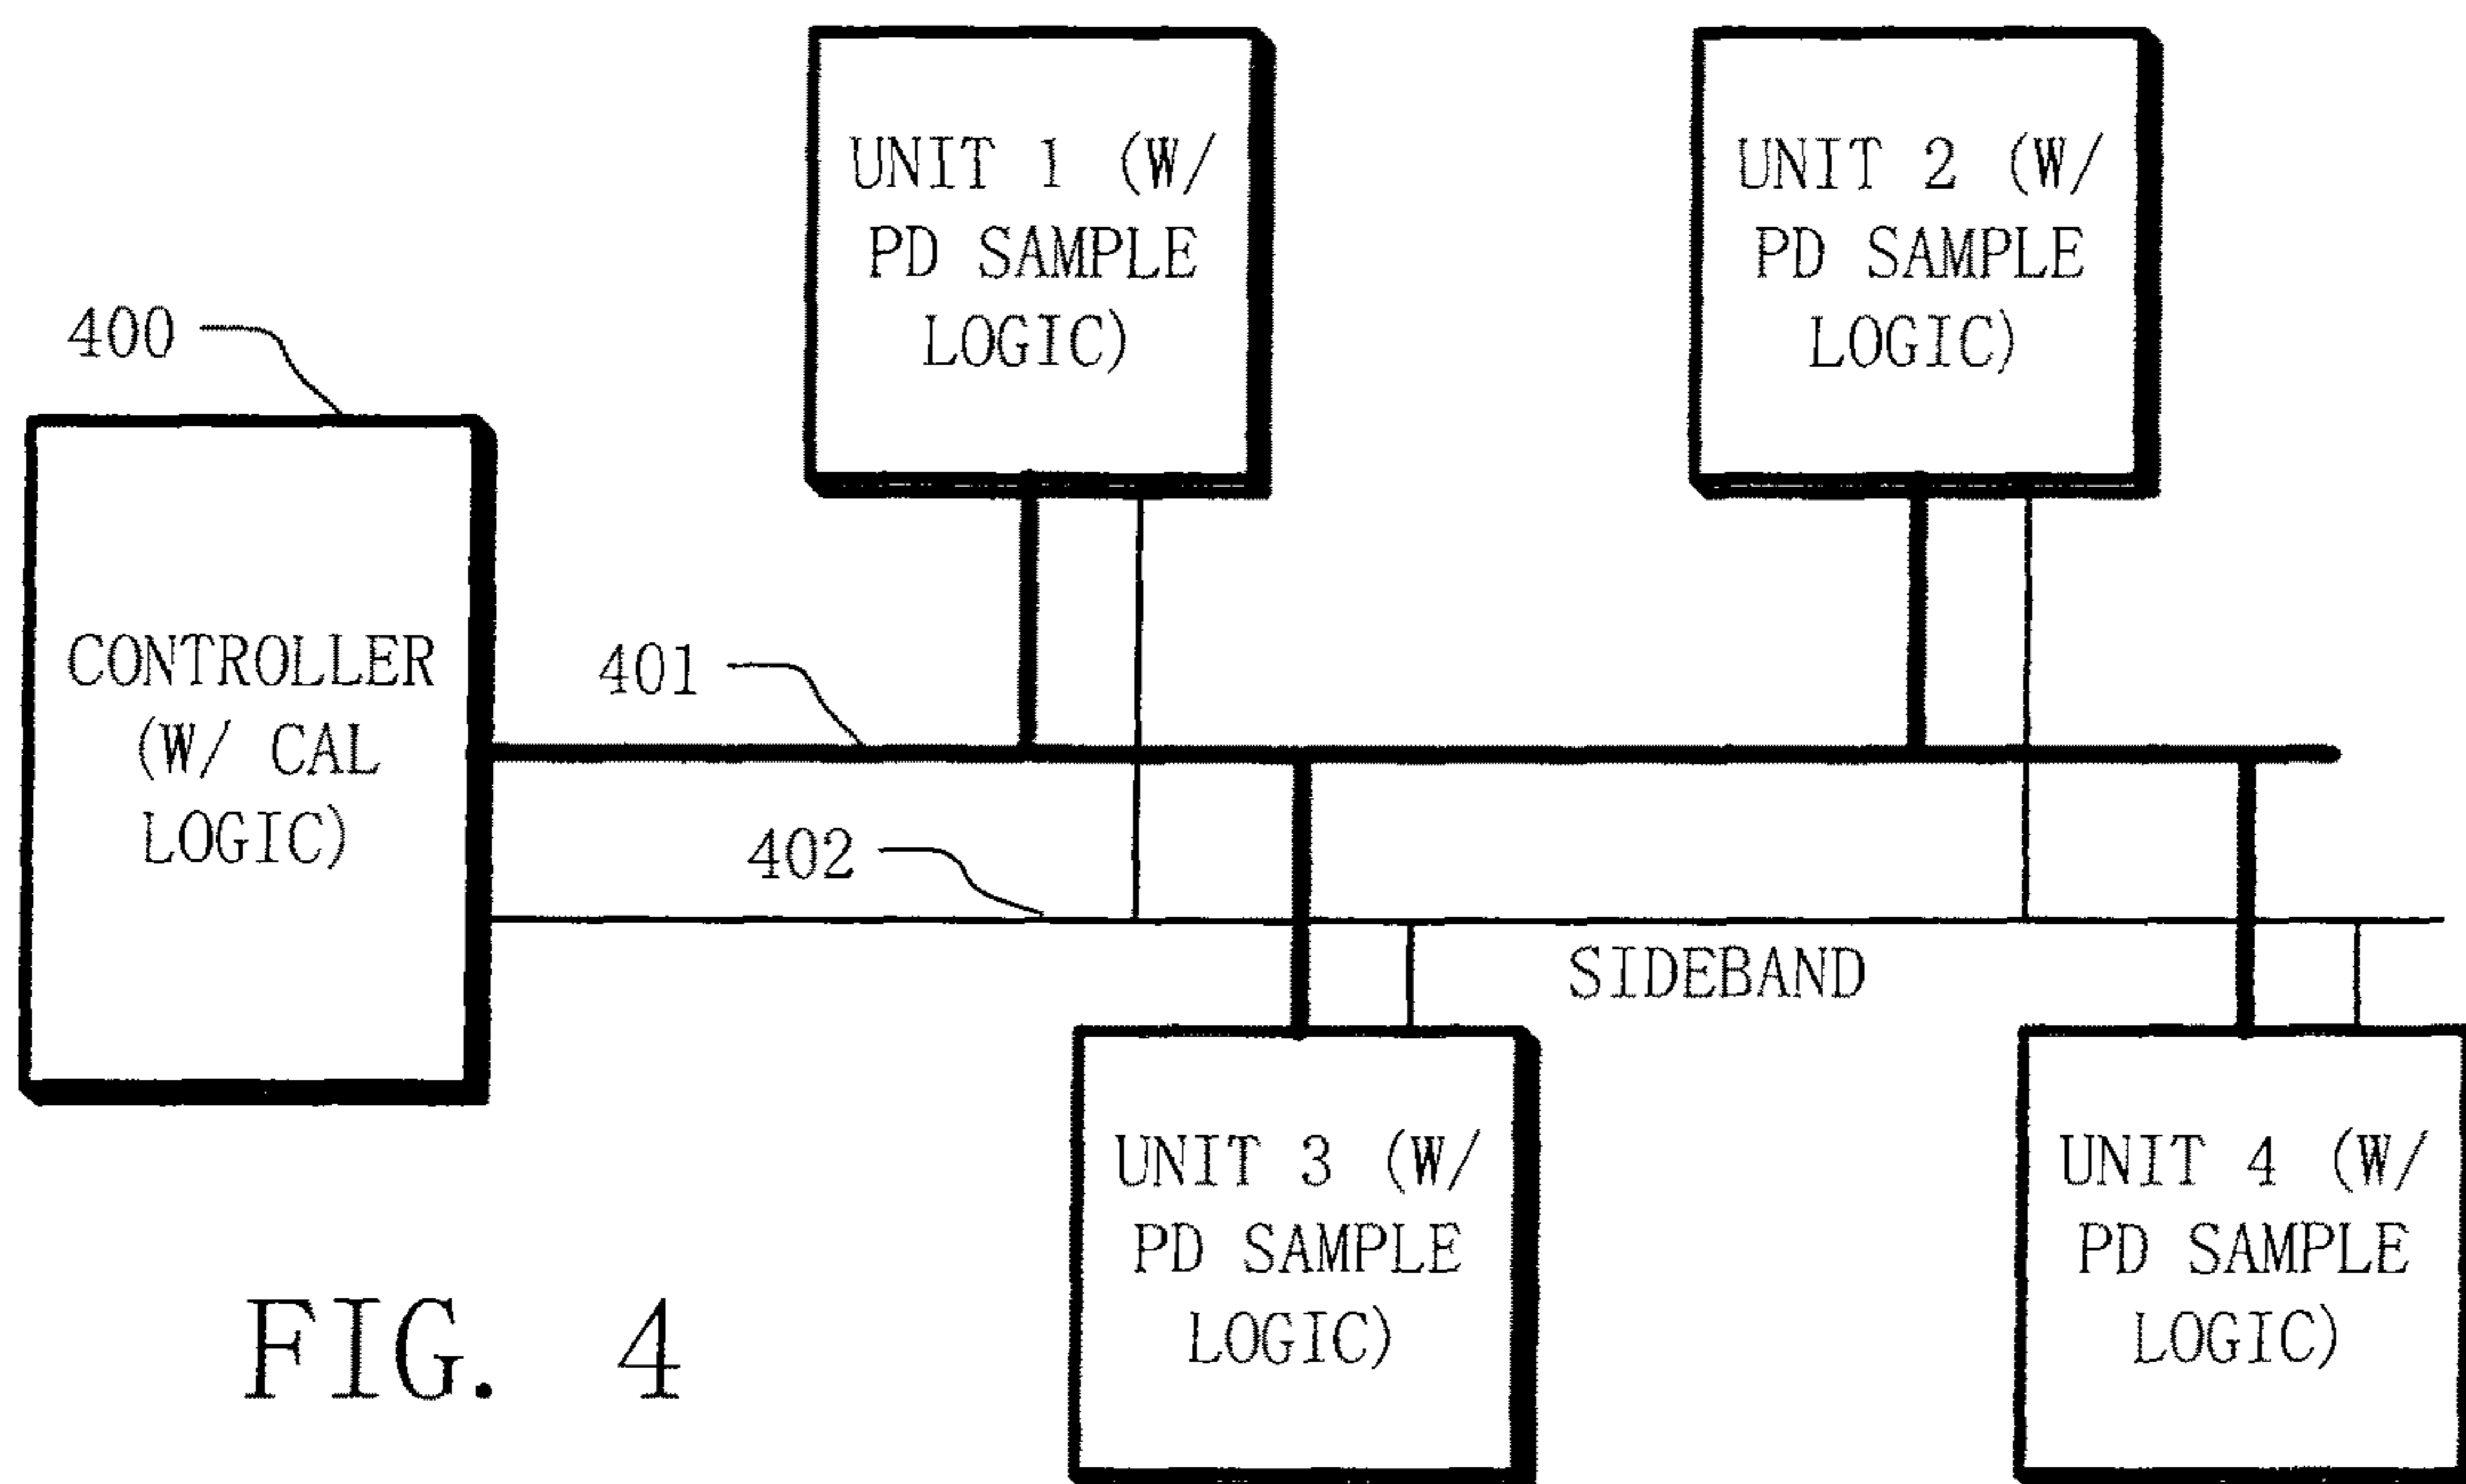 UNIT 1 (W/
PD SAMPLE
LOGIC)
UNIT 2 (W/
PD SAMPLE
LOGIC)
400
CONTROLLER
(W/ CAL
LOGIC)
401
402
SIDEBAND
UNIT 3 (W/
PD SAMPLE
LOGIC)
UNIT 4 (W/
PD SAMPLE
LOGIC)
FIG. 4